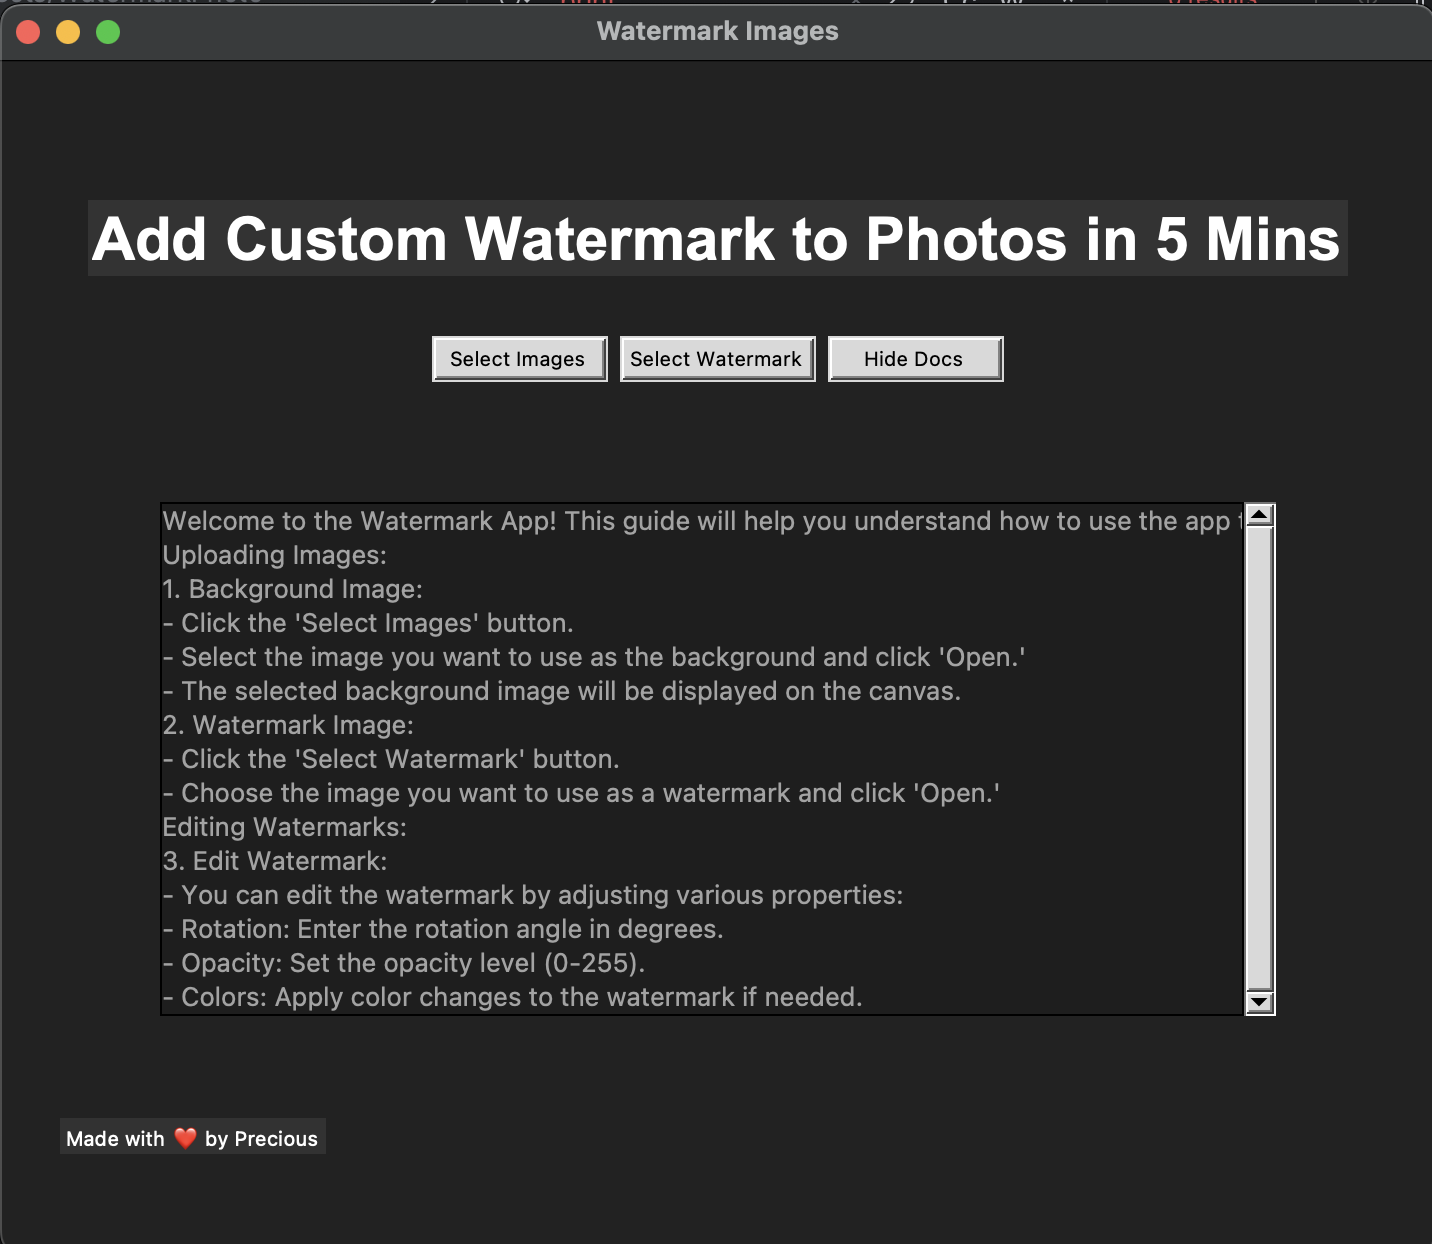 Watermark Images
Add Custom Watermark to Photos in 5 Mins
Select Images
Select Watermark
Hide Docs
Welcome to the Watermark App! This guide will help you understand how to use the app
Uploading Images:
1. Background Image:
- Click the 'Select Images' button.
- Select the image you want to use as the background and click 'Open.'
- The selected background image will be displayed on the canvas.
2. Watermark Image:
- Click the 'Select Watermark' button.
- Choose the image you want to use as a watermark and click 'Open.'
Editing Watermarks:
3. Edit Watermark:
- You can edit the watermark by adjusting various properties:
- Rotation: Enter the rotation angle in degrees.
- Opacity: Set the opacity level (0-255).
- Colors: Apply color changes to the watermark if needed.
Made with ❤️ by Precious